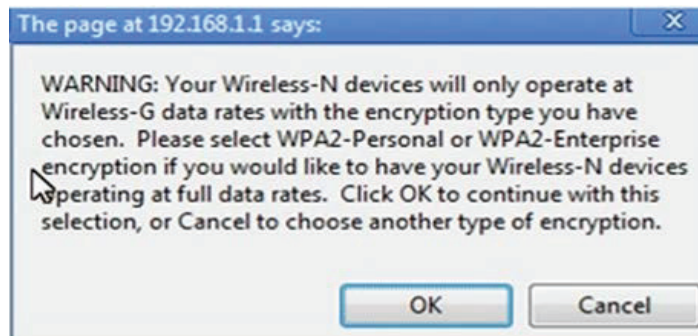 The page at 192.168.1.1 says:
WARNING: Your Wireless-N devices will only operate at
Wireless-G data rates with the encryption type you have
chosen. Please select WPA2-Personal or WPA2-Enterprise
encryption if you would like to have your Wireless-N devices
operating at full data rates. Click OK to continue with this
selection, or Cancel to choose another type of encryption.
OK
Cancel